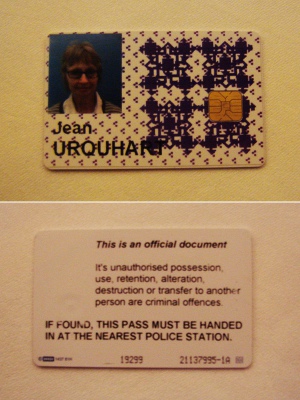 Jean
URQUHART
This is an official document
It's unauthorised possession,
use, retention, alteration,
destruction or transfer to another
person are criminal offences.
IF FOUND, THIS PASS MUST BE HANDED
IN AT THE NEAREST POLICE STATION.
19299 21137995-1A